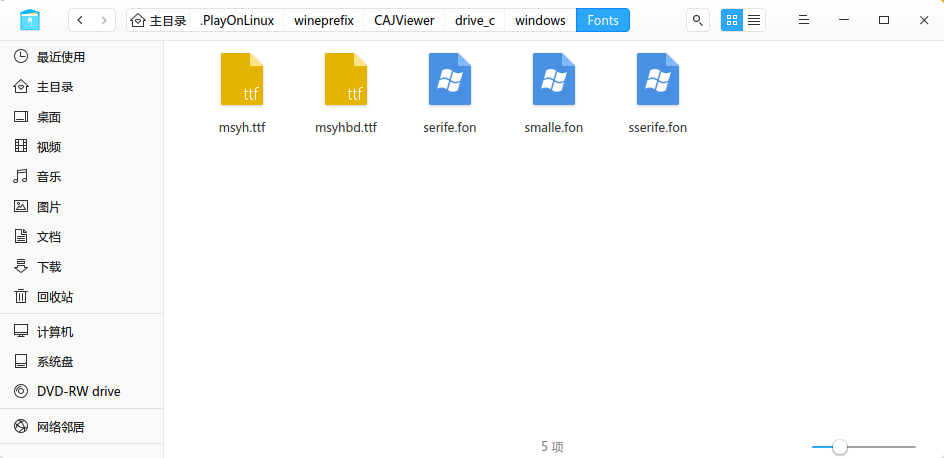 主目录 .PlayOnLinux wineprefix CAJViewer drive_c windows Fonts
最近使用
主目录
桌面
视频
音乐
图片
文档
下载
回收站
计算机
系统盘
DVD-RW drive
网络邻居
ttf ttf
msyh.ttf msyhbd.ttf serife.fon smalle.fon sserife.fon
5 项